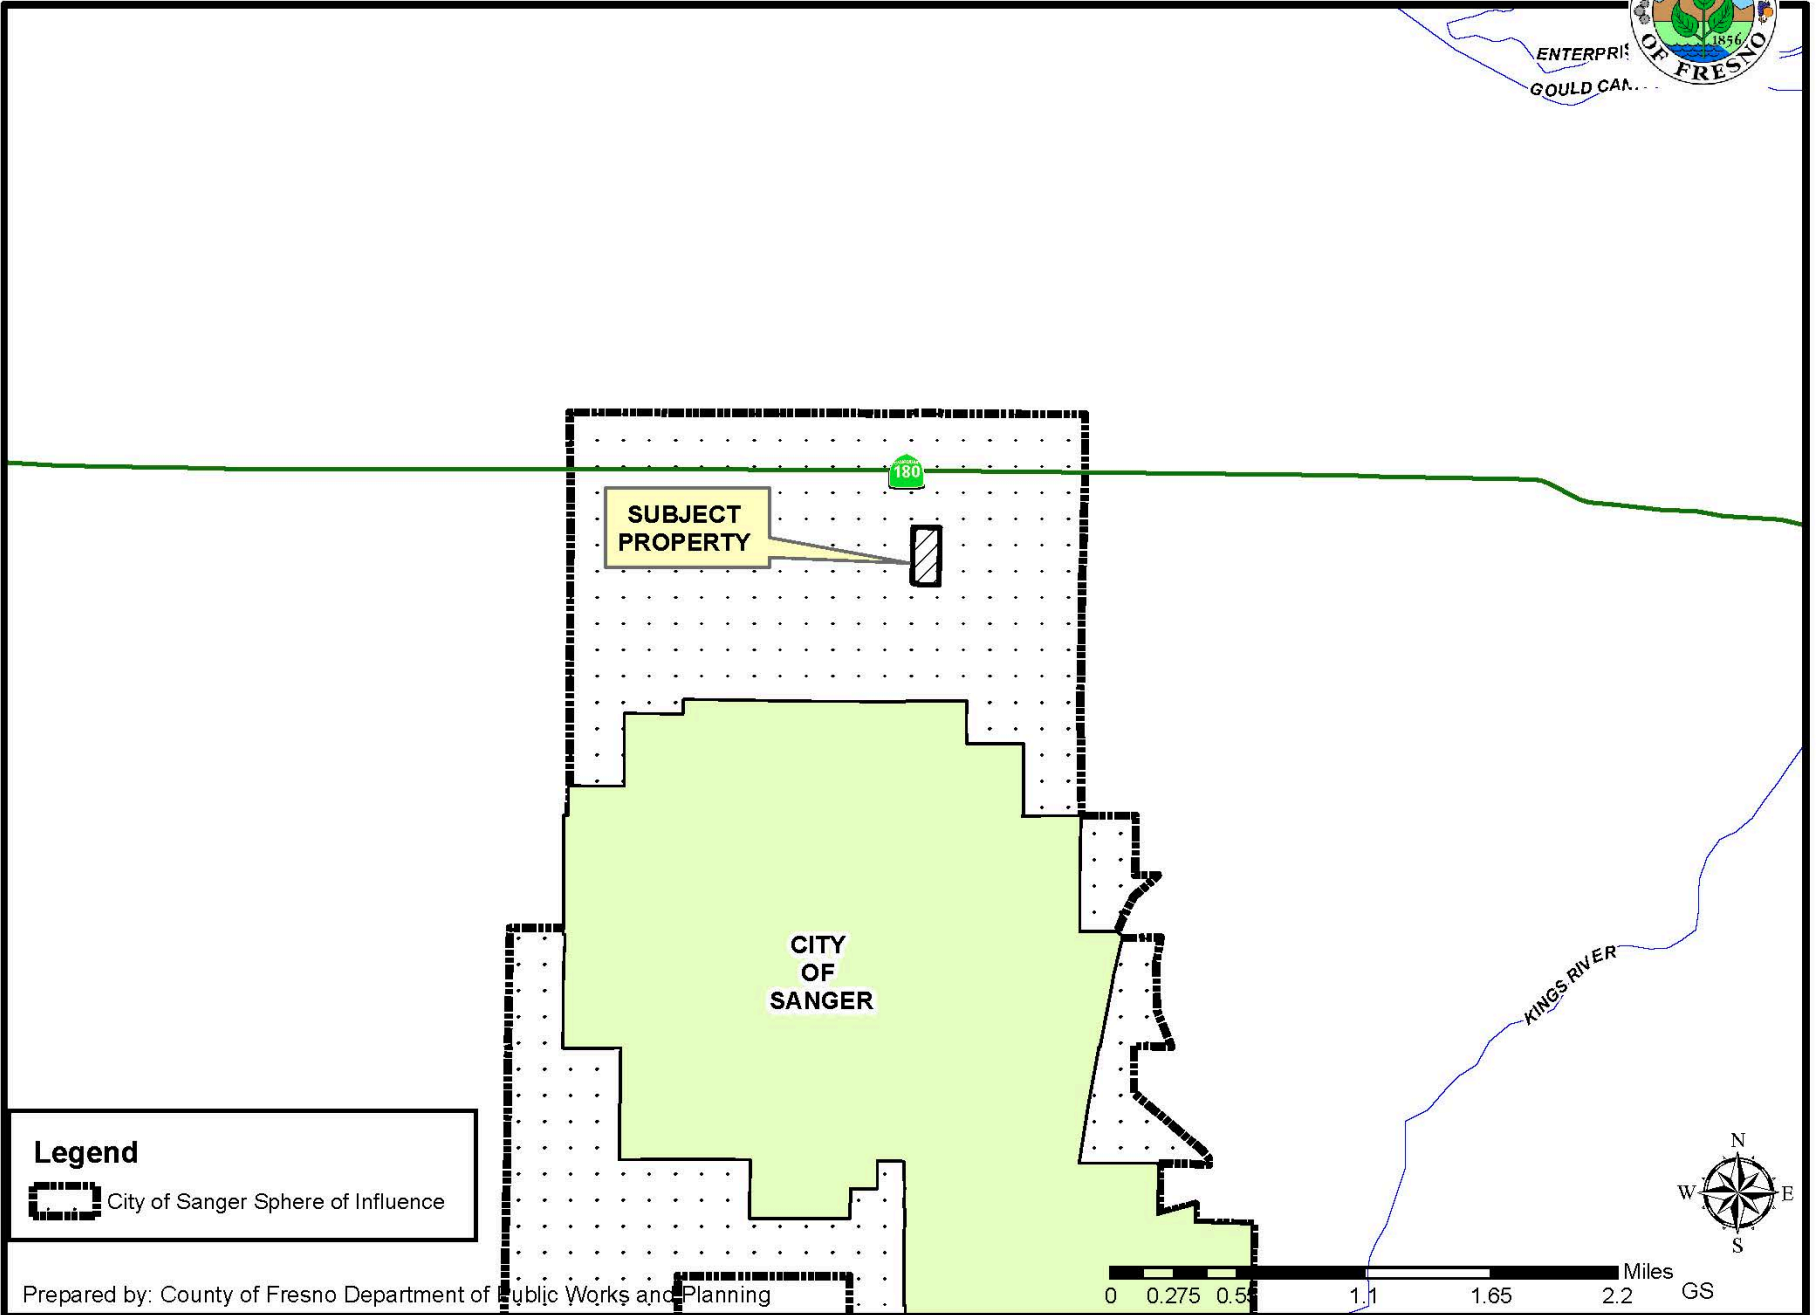 1856
OF FRESNO
ENTERPRIS
GOULD CAN
180
SUBJECT
PROPERTY
CITY
OF
SANGER
KINGS RIVER
Legend
City of Sanger Sphere of Influence
N
W E
S
Miles
0 0.275 0.55 1.1 1.65 2.2 GS
Prepared by: County of Fresno Department of Public Works and Planning